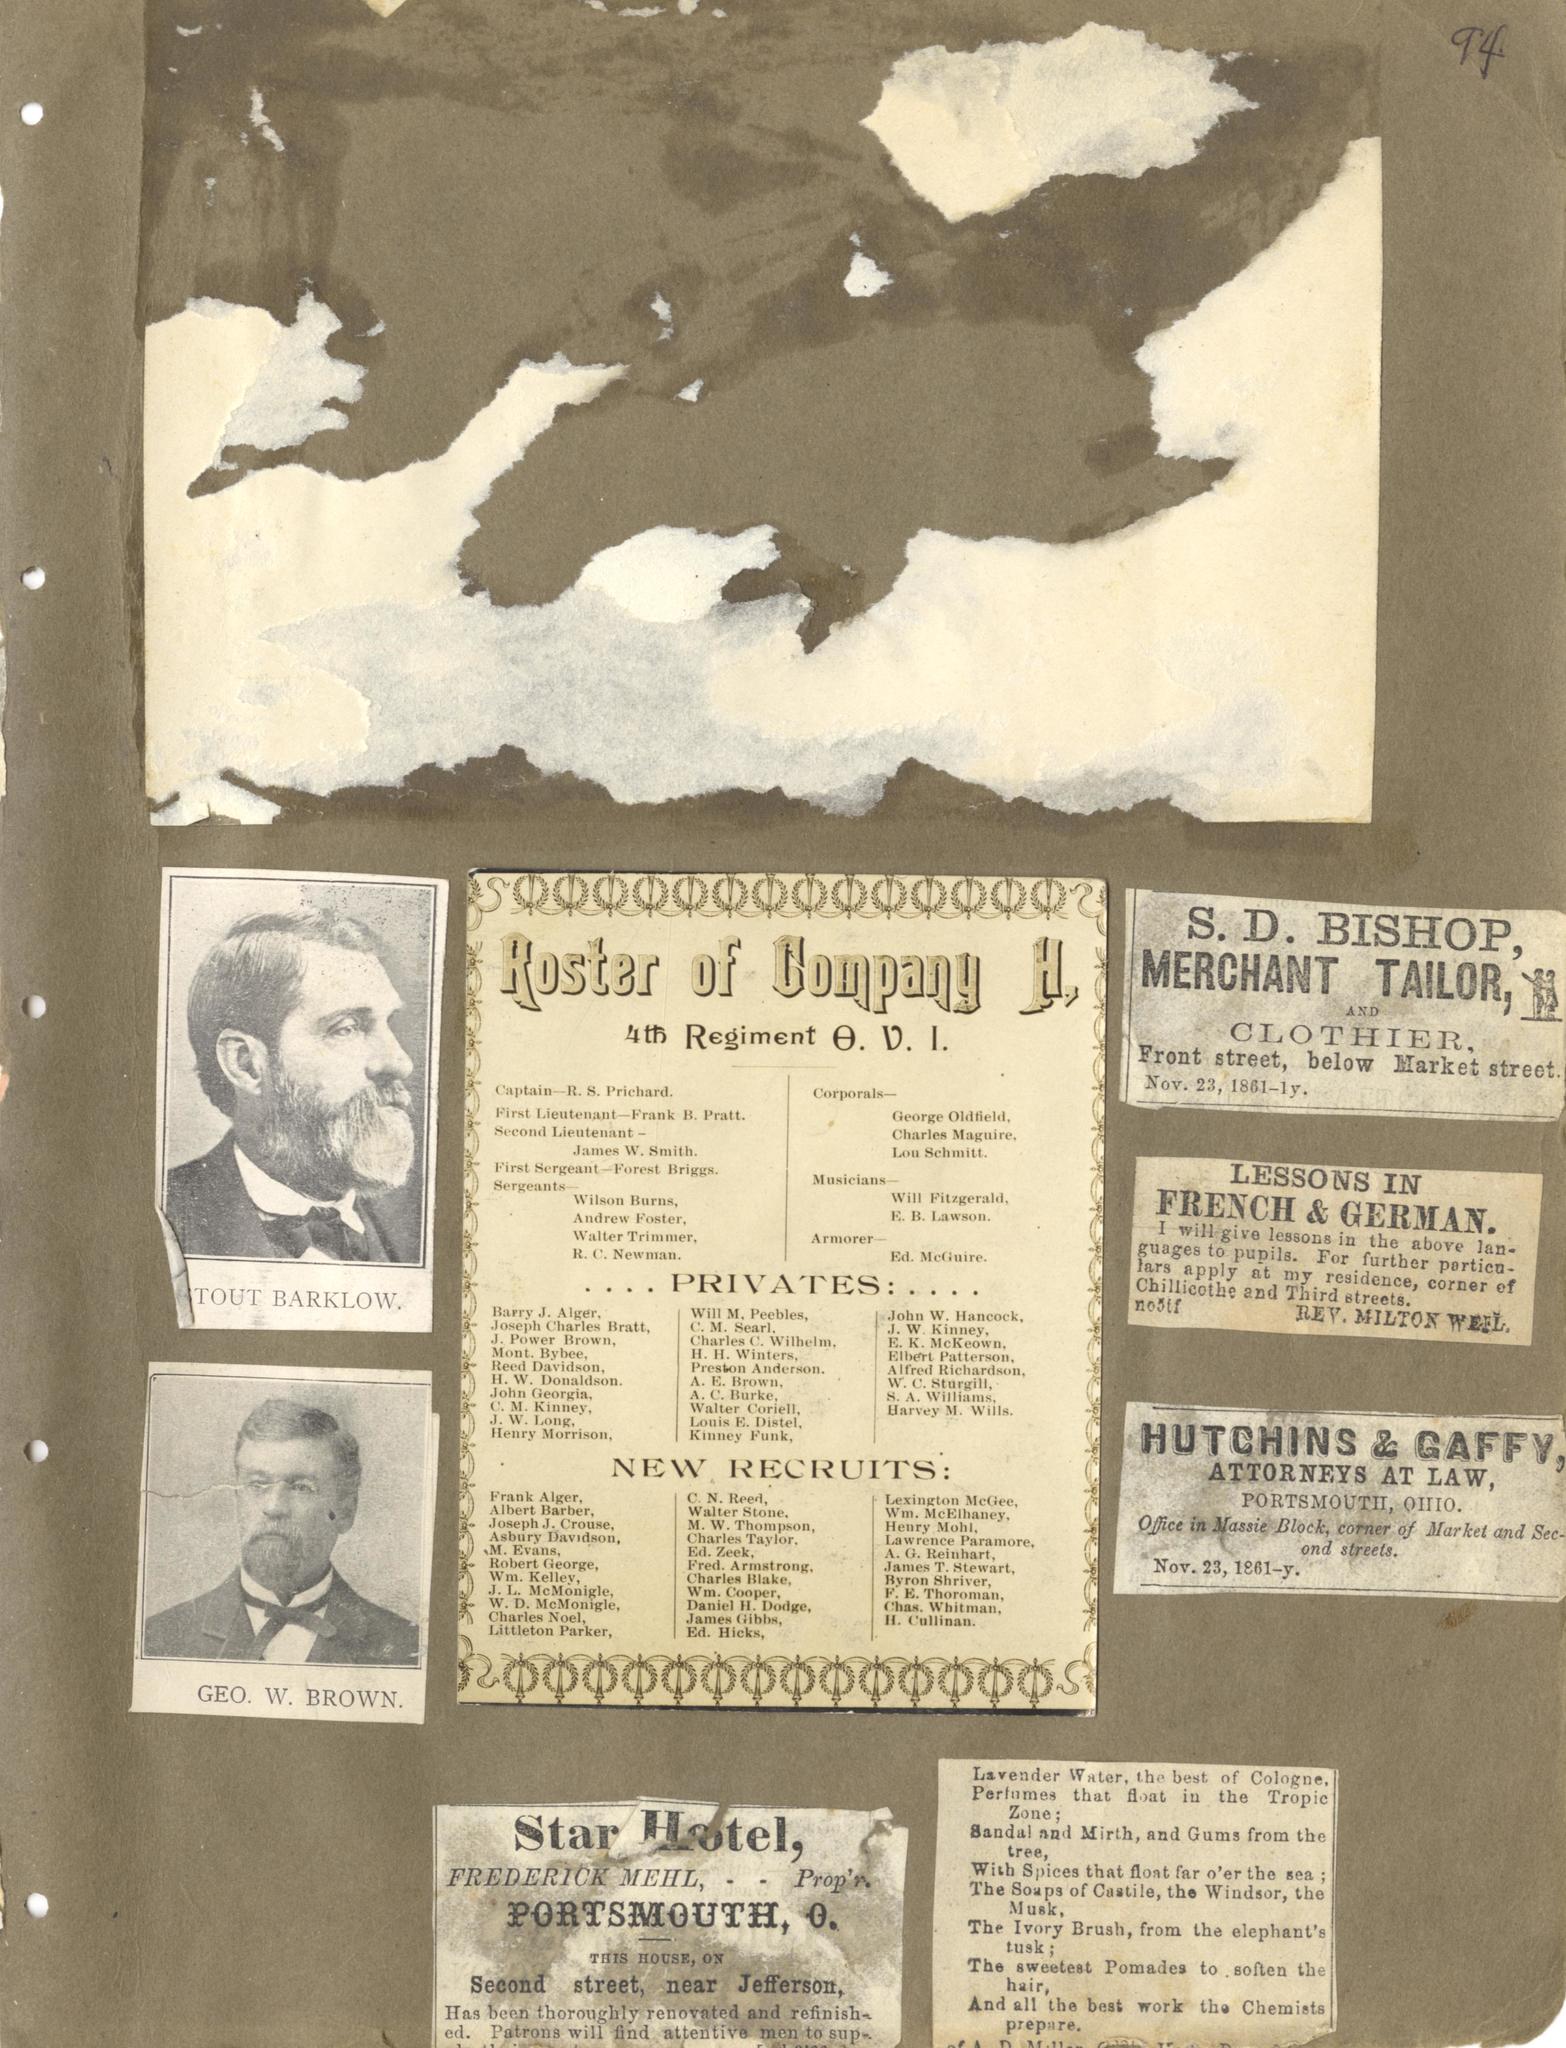 94
S. D. BISHOP,
MERCHANT TAILOR,
AND
CLOTHIER,
Front street, below Market street.
Nov. 23, 1861-1y.
LESSONS IN
FRENCH & GERMAN.
I will give lessons in the above lan-
guages to pupils. For further particu-
lars apply at my residence, corner of
Chillicothe and Third streets.
no5tf REV. MILTON WEIL.
HUTCHINS & GAFFY,
ATTORNEYS AT LAW,
PORTSMOUTH, OHIO.
Office in Massie Block, corner of Market and Sec-
ond streets.
Nov. 23, 1861-y.
TOUT BARKLOW.
GEO. W. BROWN.
Roster of Company H,
4th Regiment O. V. I.
Captain—R. S. Prichard.
First Lieutenant—Frank B. Pratt.
Second Lieutenant –
James W. Smith.
First Sergeant—Forest Briggs.
Sergeants—
Wilson Burns,
Andrew Foster,
Walter Trimmer,
R. C. Newman.
Corporals—
George Oldfield,
Charles Maguire,
Lou Schmitt.
Musicians—
Will Fitzgerald,
E. B. Lawson.
Armorer—
Ed. McGuire.
.... PRIVATES: ....
Barry J. Alger,
Joseph Charles Bratt,
J. Power Brown,
Mont. Bybee,
Reed Davidson,
H. W. Donaldson.
John Georgia,
C. M. Kinney,
J. W. Long,
Henry Morrison,
Will M. Peebles,
C. M. Searl,
Charles C. Wilhelm,
H. H. Winters,
Preston Anderson.
A. E. Brown,
A. C. Burke,
Walter Coriell,
Louis E. Distel,
Kinney Funk,
John W. Hancock,
J. W. Kinney,
E. K. McKeown,
Elbert Patterson,
Alfred Richardson,
W. C. Sturgill,
S. A. Williams,
Harvey M. Wills.
NEW RECRUITS:
Frank Alger,
Albert Barber,
Joseph J. Crouse,
Asbury Davidson,
M. Evans,
Robert George,
Wm. Kelley,
J. L. McMonigle,
W. D. McMonigle,
Charles Noel,
Littleton Parker,
C. N. Reed,
Walter Stone,
M. W. Thompson,
Charles Taylor,
Ed. Zeek,
Fred. Armstrong,
Charles Blake,
Wm. Cooper,
Daniel H. Dodge,
James Gibbs,
Ed. Hicks,
Lexington McGee,
Wm. McElhaney,
Henry Mohl,
Lawrence Paramore,
A. G. Reinhart,
James T. Stewart,
Byron Shriver,
F. E. Thoroman,
Chas. Whitman,
H. Cullinan.
Star Hotel,
FREDERICK MEHL, - - Prop'r.
PORTSMOUTH, O.
THIS HOUSE, ON
Second street, near Jefferson,
Has been thoroughly renovated and refinish-
ed. Patrons will find attentive men to sup-
Lavender Water, the best of Cologne,
Perfumes that float in the Tropic
Zone;
Sandal and Mirth, and Gums from the
tree,
With Spices that float far o'er the sea ;
The Soaps of Castile, the Windsor, the
Musk,
The Ivory Brush, from the elephant's
tusk ;
The sweetest Pomades to soften the
hair,
And all the best work the Chemists
prepare.